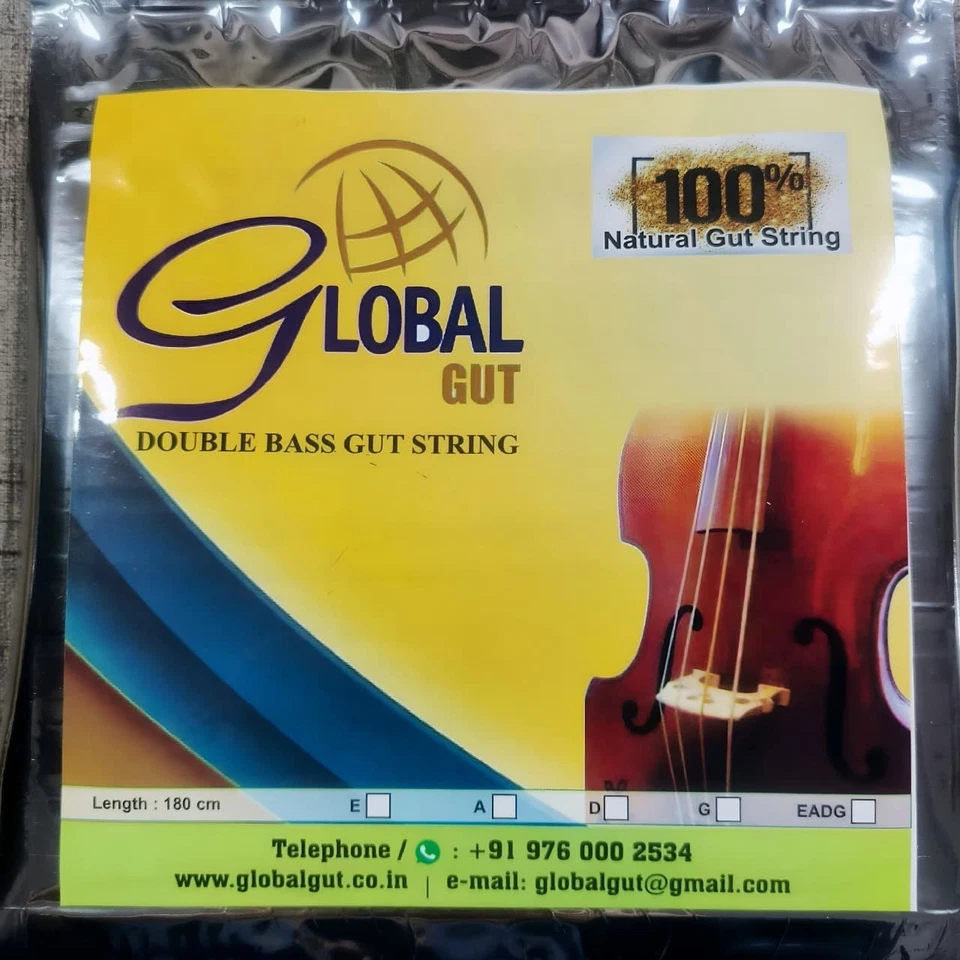 100%
Natural Gut String
GLOBAL
GUT
DOUBLE BASS GUT STRING
Length : 180 cm E A D G EADG
Telephone / : +91 976 000 2534
www.globalgut.co.in | e-mail: globalgut@gmail.com